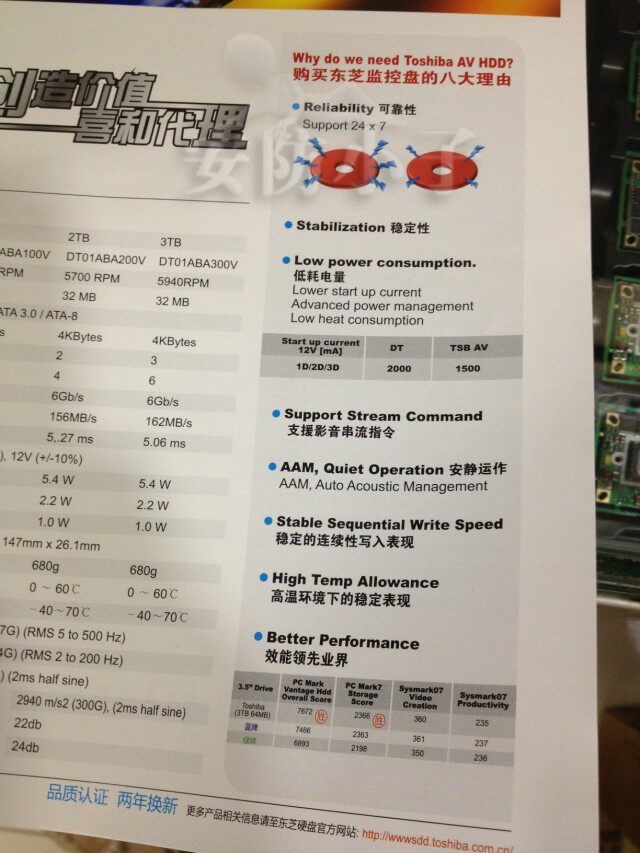 创造价值
喜和代理
安防小子
2TB 3TB
ABA100V DT01ABA200V DT01ABA300V
RPM 5700 RPM 5940RPM
32 MB 32 MB
ATA 3.0 / ATA-8
s 4KBytes 4KBytes
2 3
4 6
6Gb/s 6Gb/s
156MB/s 162MB/s
5,.27 ms 5.06 ms
), 12V (+/-10%)
5.4 W 5.4 W
2.2 W 2.2 W
1.0 W 1.0 W
147mm x 26.1mm
680g 680g
0 ~ 60℃ 0 ~ 60℃
-40~70℃ -40~70℃
7G) (RMS 5 to 500 Hz)
4G) (RMS 2 to 200 Hz)
) (2ms half sine)
2940 m/s2 (300G), (2ms half sine)
22db
24db
Why do we need Toshiba AV HDD?
购买东芝监控盘的八大理由
Reliability 可靠性
Support 24 x 7
Stabilization 稳定性
Low power consumption.
低耗电量
Lower start up current
Advanced power management
Low heat consumption
Start up current 12V [mA] DT TSB AV
1D/2D/3D 2000 1500
Support Stream Command
支援影音串流指令
AAM, Quiet Operation 安静运作
AAM, Auto Acoustic Management
Stable Sequential Write Speed
稳定的连续性写入表现
High Temp Allowance
高温环境下的稳定表现
Better Performance
效能领先业界
3.5" Drive PC Mark Vantage Hdd Overall Score PC Mark7 Storage Score Sysmark07 Video Creation Sysmark07 Productivity
Toshiba (3TB 64MB) 7672 2366 360 235
蓝牌 7466 2363 361 237
绿牌 6893 2198 350 236
品质认证 两年换新
更多产品相关信息请至东芝硬盘官方网站: http://wwwsdd.toshiba.com.cn/